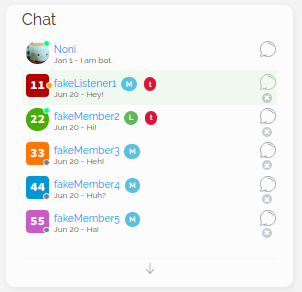 Chat
Noni
Jan 1 - I am bot.
11 fakeListener1 M t
Jun 20 - Hey!
22 fakeMember2 L t
Jun 20 - Hi!
33 fakeMember3 M
Jun 20 - Heh!
44 fakeMember4 M
Jun 20 - Huh?
55 fakeMember5 M
Jun 20 - Ha!